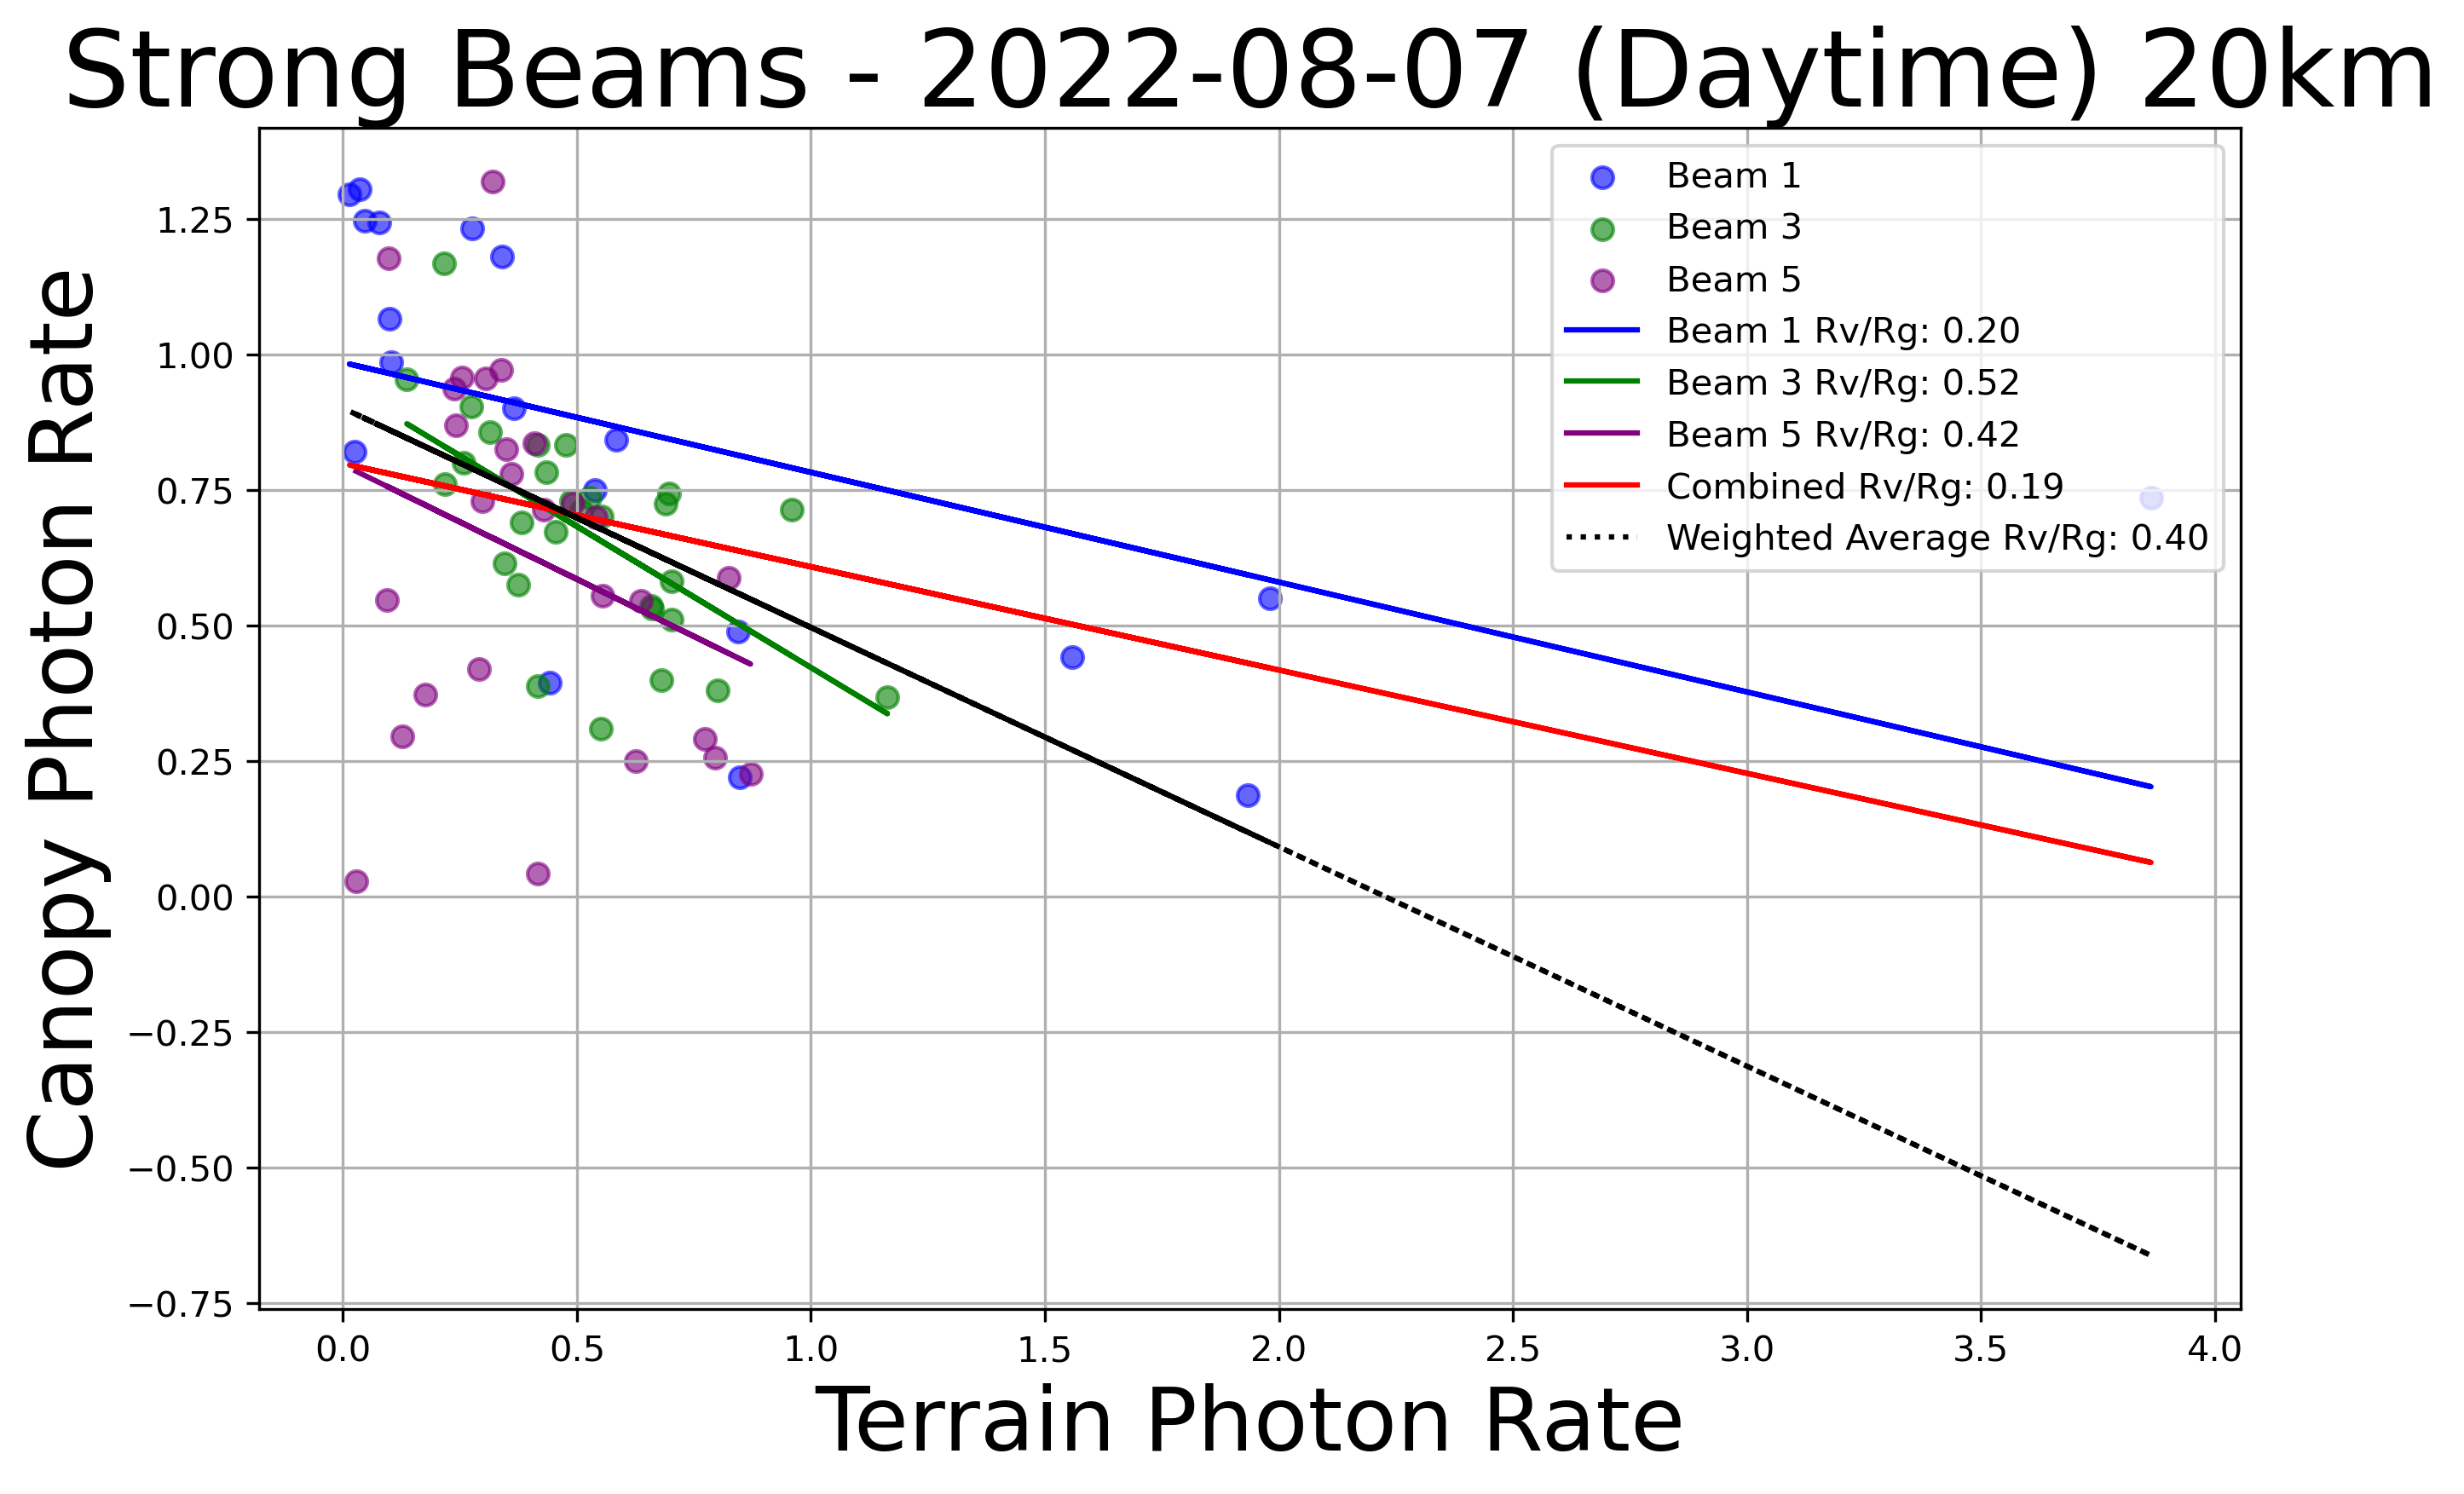 Strong Beams - 2022-08-07 (Daytime) 20km
Canopy Photon Rate
1.25
1.00
0.75
0.50
0.25
0.00
−0.25
−0.50
−0.75
Beam 1
Beam 3
Beam 5
Beam 1 Rv/Rg: 0.20
Beam 3 Rv/Rg: 0.52
Beam 5 Rv/Rg: 0.42
Combined Rv/Rg: 0.19
Weighted Average Rv/Rg: 0.40
0.0 0.5 1.0 1.5 2.0 2.5 3.0 3.5 4.0
Terrain Photon Rate